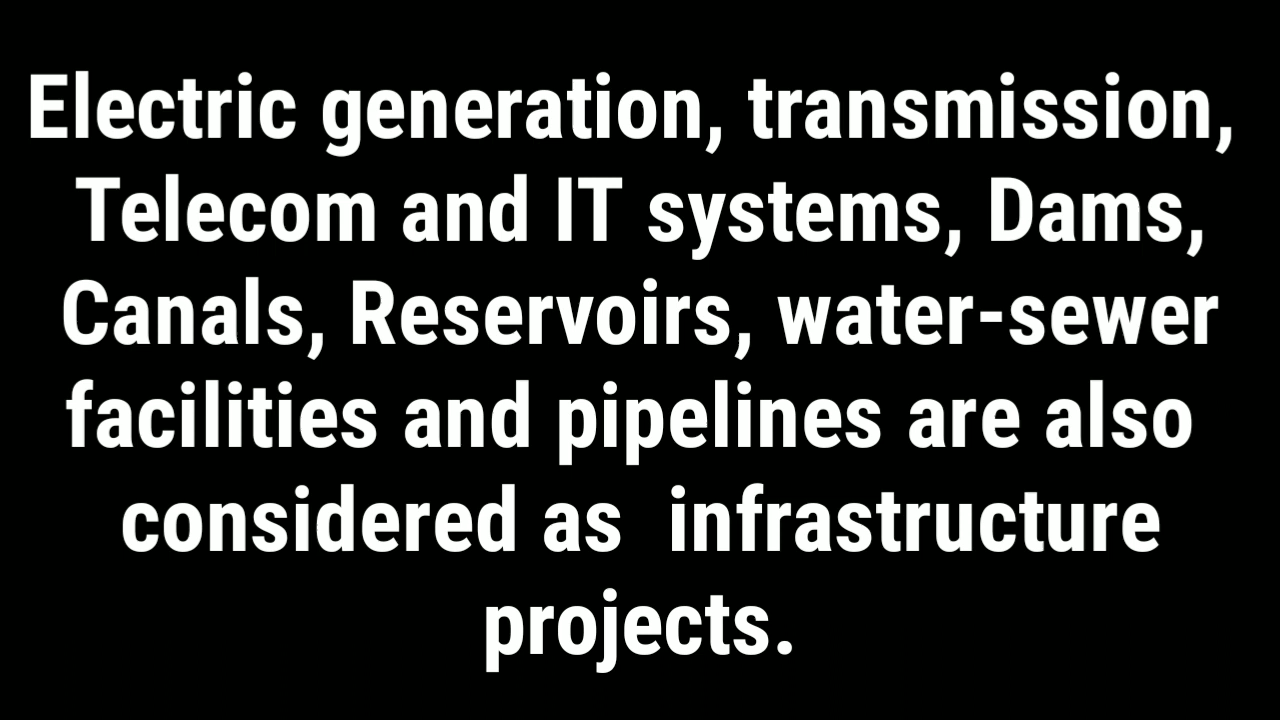 Electric generation, transmission,
Telecom and IT systems, Dams,
Canals, Reservoirs, water-sewer
facilities and pipelines are also
considered as  infrastructure
projects.